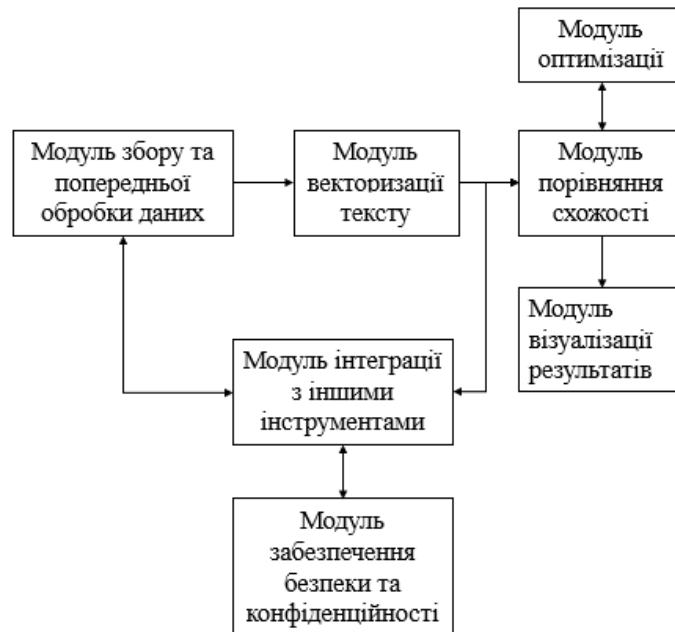 Модуль
оптимізації
Модуль збору та
попередньої
обробки даних
Модуль
векторизації
тексту
Модуль
порівняння
схожості
Модуль
візуалізації
результатів
Модуль інтеграції
з іншими
інструментами
Модуль
забезпечення
безпеки та
конфіденційності